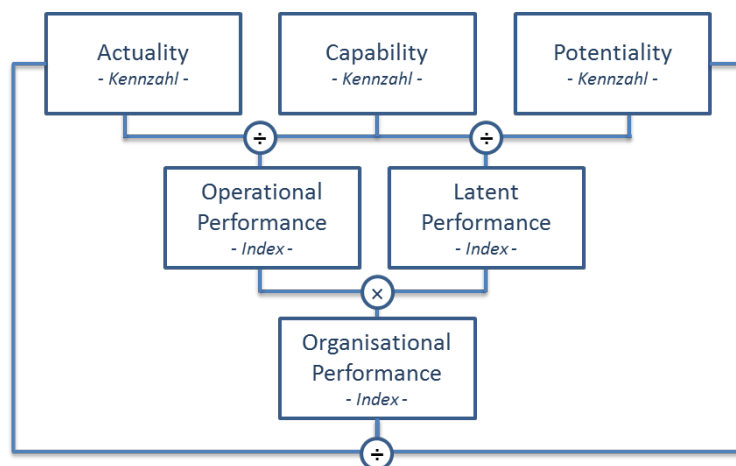 Actuality
- Kennzahl -
Capability
- Kennzahl -
Potentiality
- Kennzahl -
÷
÷
Operational
Performance
- Index -
Latent
Performance
- Index -
×
Organisational
Performance
- Index -
÷